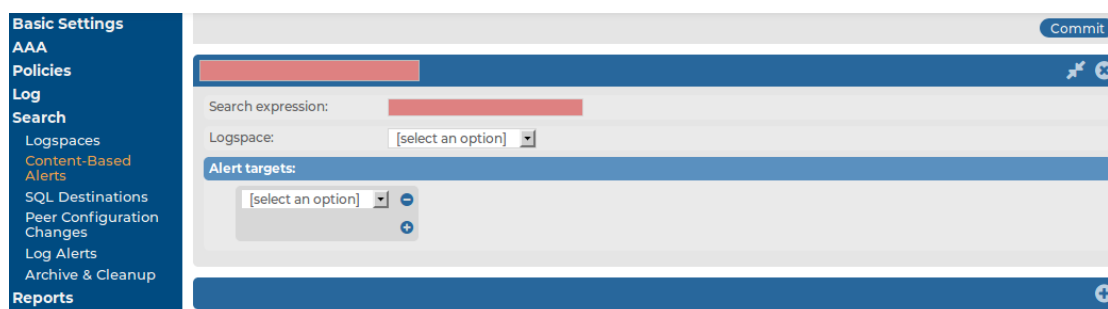 Basic Settings
AAA
Policies
Log
Search
Logspaces
Content-Based
Alerts
SQL Destinations
Peer Configuration
Changes
Log Alerts
Archive & Cleanup
Reports
Commit
Search expression:
Logspace:
[select an option]
Alert targets:
[select an option]